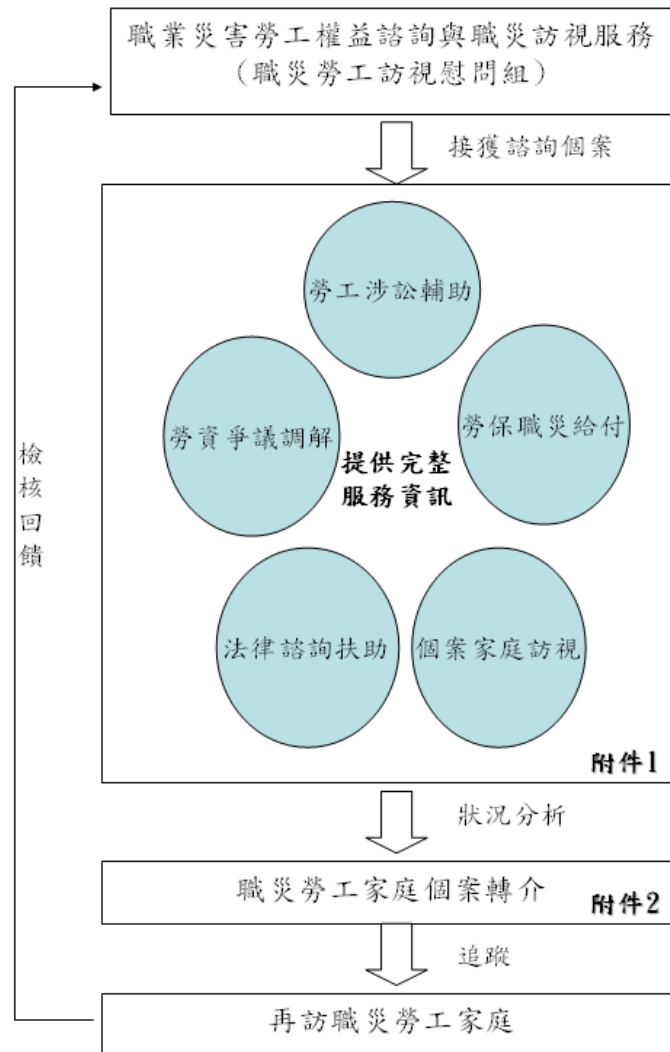 職業災害勞工權益諮詢與職災訪視服務
（職災勞工訪視慰問組）
接獲諮詢個案
勞工涉訟輔助
勞資爭議調解
勞保職災給付
提供完整
服務資訊
法律諮詢扶助
個案家庭訪視
附件1
狀況分析
職災勞工家庭個案轉介
附件2
追蹤
再訪職災勞工家庭
檢核回饋